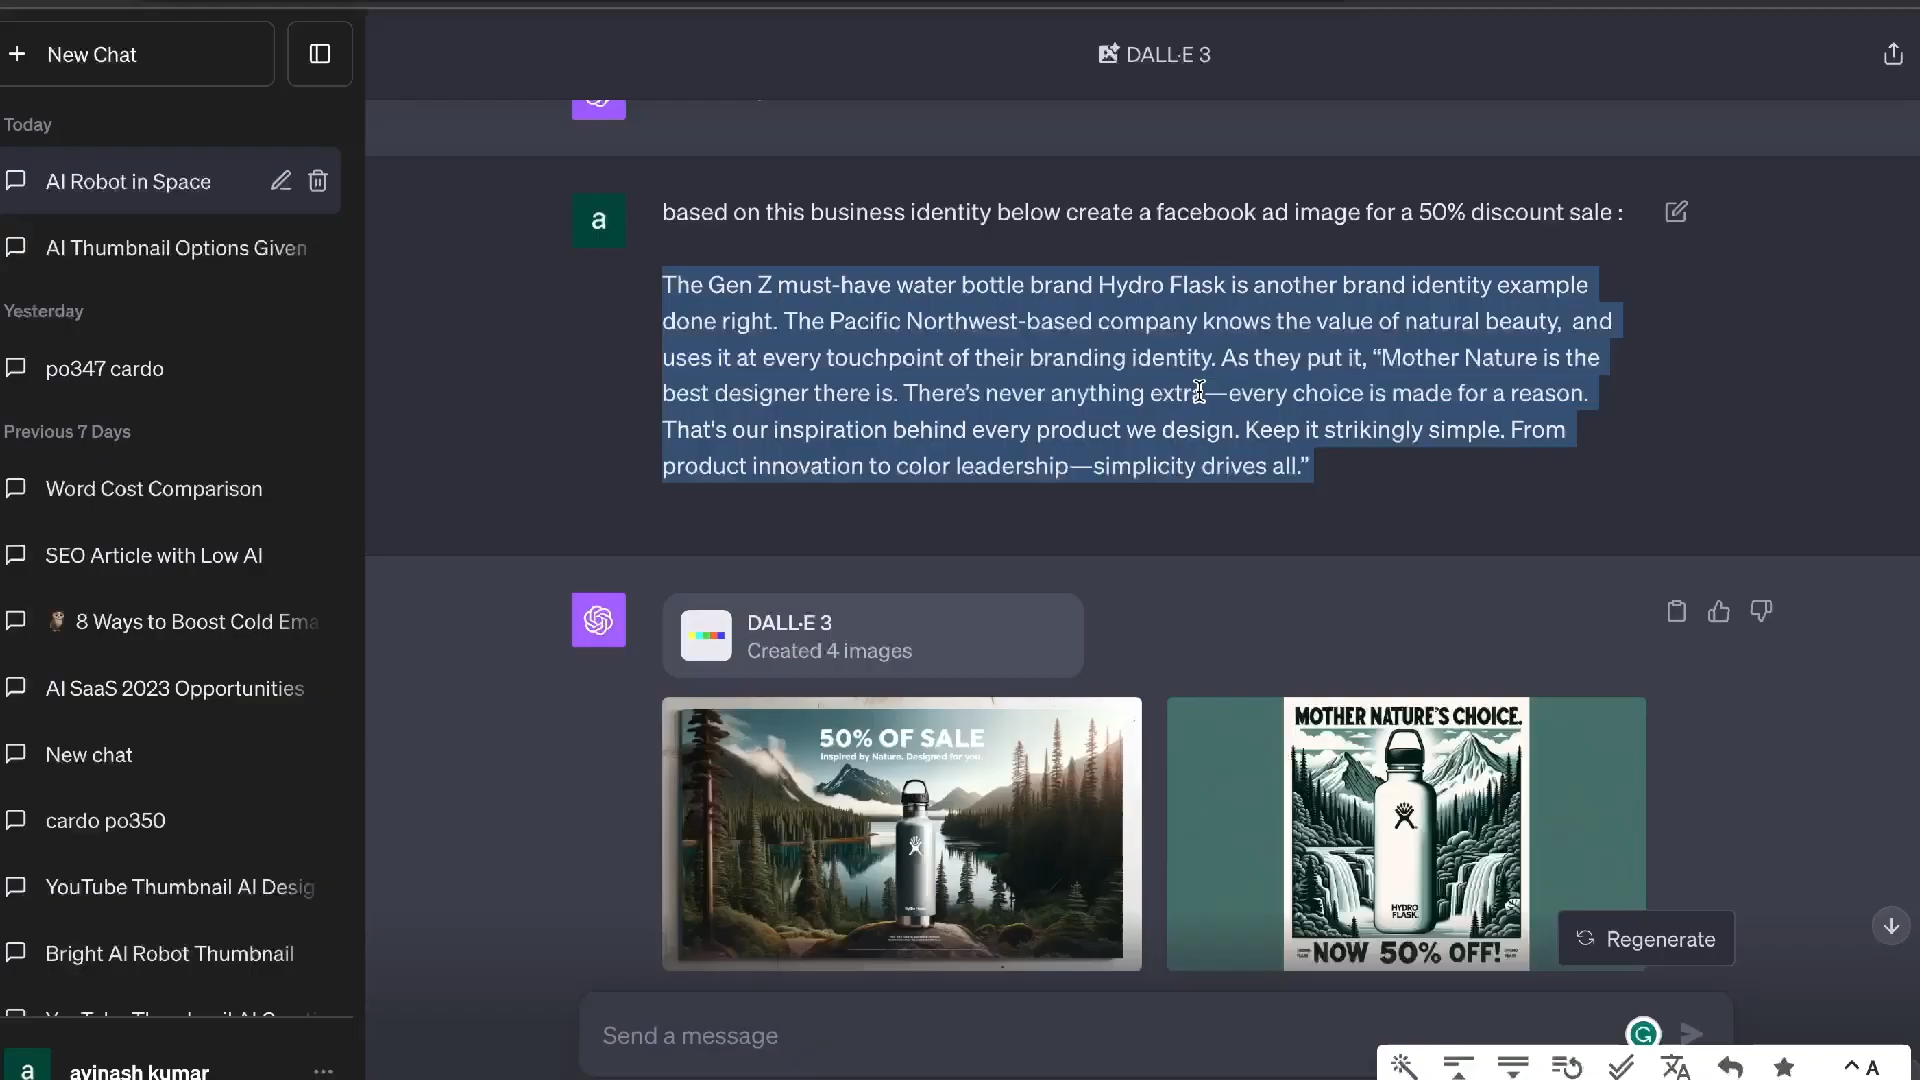 New Chat
DALL·E 3
Today
AI Robot in Space
AI Thumbnail Options Given
Yesterday
po347 cardo
Previous 7 Days
Word Cost Comparison
SEO Article with Low AI
8 Ways to Boost Cold Ema
AI SaaS 2023 Opportunities
New chat
cardo po350
YouTube Thumbnail AI Desig
Bright AI Robot Thumbnail
avinash kumar
a
a
based on this business identity below create a facebook ad image for a 50% discount sale :
The Gen Z must-have water bottle brand Hydro Flask is another brand identity example
done right. The Pacific Northwest-based company knows the value of natural beauty,  and
uses it at every touchpoint of their branding identity. As they put it, “Mother Nature is the
best designer there is. There’s never anything extra—every choice is made for a reason.
That's our inspiration behind every product we design. Keep it strikingly simple. From
product innovation to color leadership—simplicity drives all.”
DALL·E 3
Created 4 images
50% OF SALE
Inspired by Nature. Designed for you.
MOTHER NATURE'S CHOICE.
HYDRO
FLASK.
NOW 50% OFF!
Regenerate
Send a message
G
A